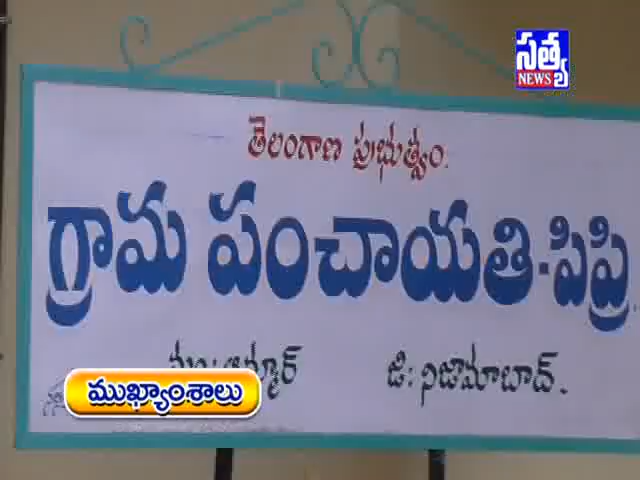 సత్య
NEWS
తెలంగాణ ప్రభుత్వం.
గ్రామ పంచాయతి-పిప్రి.
జి: నిజామాబాద్.
ముఖ్యాంశాలు